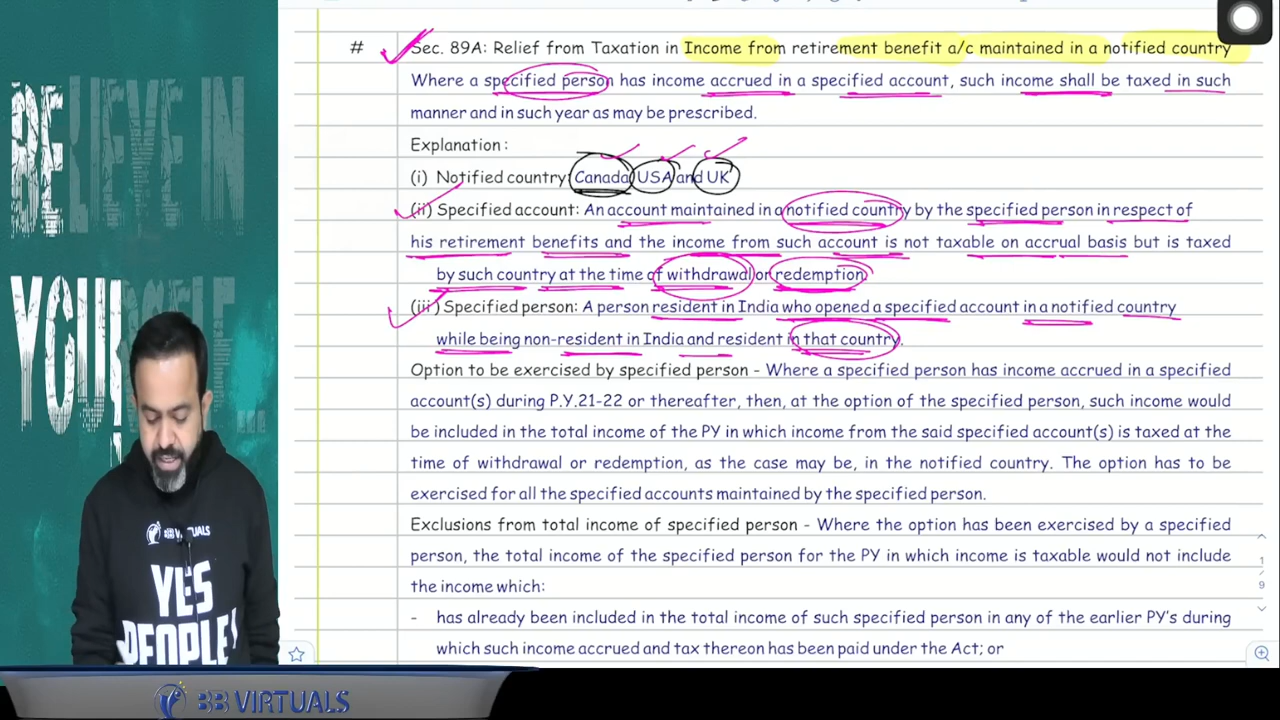 # Sec. 89A: Relief from Taxation in Income from retirement benefit a/c maintained in a notified country
Where a specified person has income accrued in a specified account, such income shall be taxed in such
manner and in such year as may be prescribed.
Explanation :
(i) Notified country: Canada, USA and UK
(ii) Specified account: An account maintained in a notified country by the specified person in respect of
his retirement benefits and the income from such account is not taxable on accrual basis but is taxed
by such country at the time of withdrawal or redemption.
(iii) Specified person: A person resident in India who opened a specified account in a notified country
while being non-resident in India and resident in that country.
Option to be exercised by specified person - Where a specified person has income accrued in a specified
account(s) during P.Y.21-22 or thereafter, then, at the option of the specified person, such income would
be included in the total income of the PY in which income from the said specified account(s) is taxed at the
time of withdrawal or redemption, as the case may be, in the notified country. The option has to be
exercised for all the specified accounts maintained by the specified person.
Exclusions from total income of specified person - Where the option has been exercised by a specified
person, the total income of the specified person for the PY in which income is taxable would not include
the income which:
- has already been included in the total income of such specified person in any of the earlier PY's during
which such income accrued and tax thereon has been paid under the Act; or
1
9
BELIEVE IN
YOU
VIRTUALS
YES
PEOPLE!
BB VIRTUALS